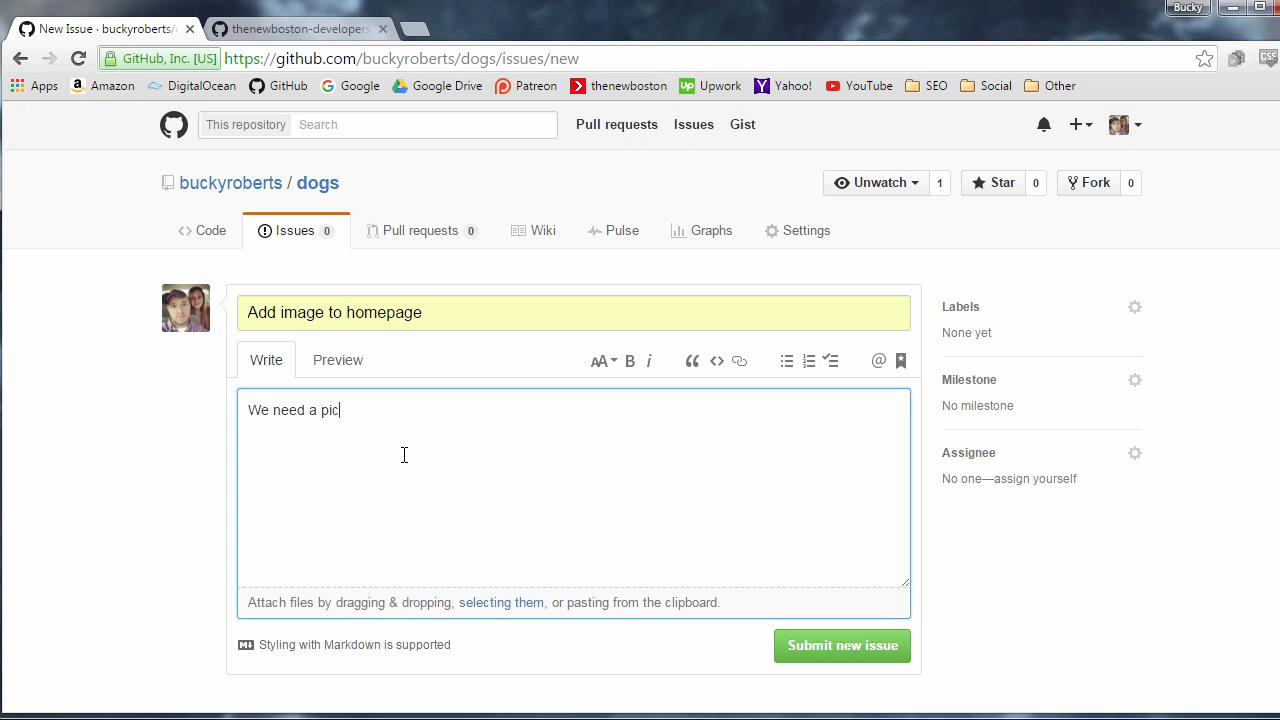 Bucky
New Issue · buckyroberts/
thenewboston-developers
GitHub, Inc. [US]
https://github.com/buckyroberts/dogs/issues/new
Apps
Amazon
DigitalOcean
GitHub
Google
Google Drive
Patreon
thenewboston
Up Upwork
Yahoo!
YouTube
SEO
Social
Other
CSS
This repository
Search
Pull requests
Issues
Gist
buckyroberts / dogs
Unwatch 1
Star 0
Fork 0
Code
Issues 0
Pull requests 0
Wiki
Pulse
Graphs
Settings
Add image to homepage
Labels
None yet
Write
Preview
AA B i
@
Milestone
No milestone
We need a pic
Assignee
No one—assign yourself
Attach files by dragging & dropping, selecting them, or pasting from the clipboard.
Styling with Markdown is supported
Submit new issue